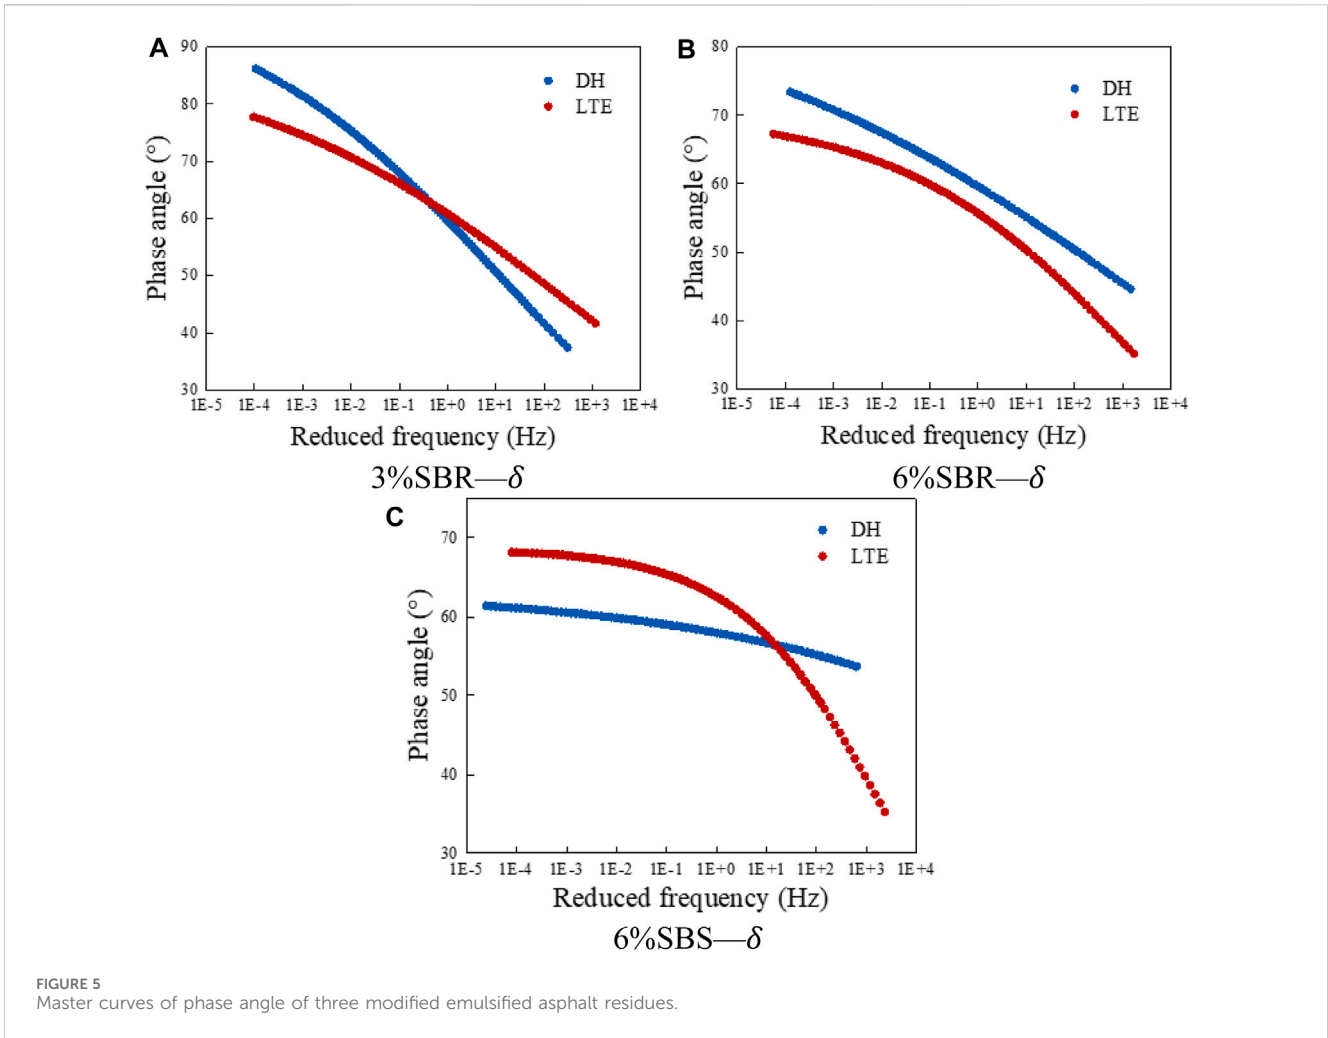 A
90
80
70
60
50
40
30
Phase angle (°)
DH
LTE
1E-5 1E-4 1E-3 1E-2 1E-1 1E+0 1E+1 1E+2 1E+3 1E+4
Reduced frequency (Hz)
3%SBR—δ
B
80
70
60
50
40
30
Phase angle (°)
DH
LTE
1E-5 1E-4 1E-3 1E-2 1E-1 1E+0 1E+1 1E+2 1E+3 1E+4
Reduced frequency (Hz)
6%SBR—δ
C
70
60
50
40
30
Phase angle (°)
DH
LTE
1E-5 1E-4 1E-3 1E-2 1E-1 1E+0 1E+1 1E+2 1E+3 1E+4
Reduced frequency (Hz)
6%SBS—δ
FIGURE 5
Master curves of phase angle of three modified emulsified asphalt residues.